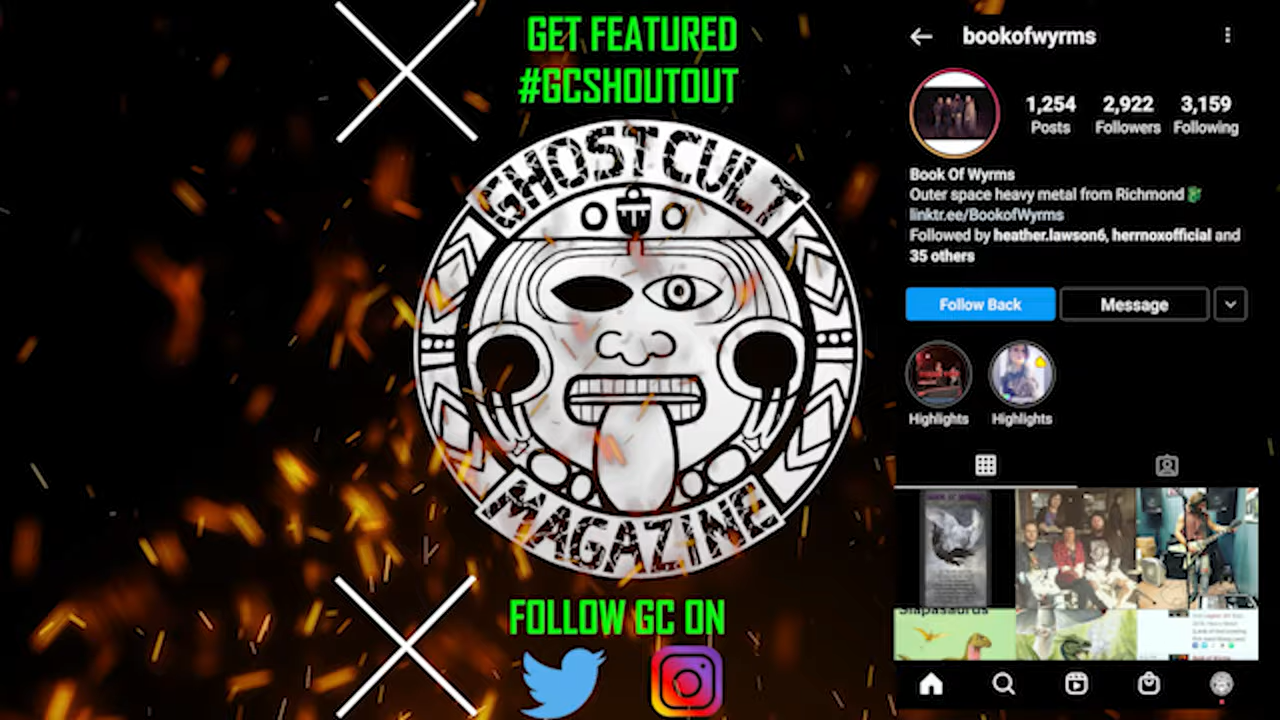 GET FEATURED
#GCSHOUTOUT
GHOST CULT
MAGAZINE
FOLLOW GC ON
bookofwyrms
1,254 2,922 3,159
Posts Followers Following
Book Of Wyrms
Outer space heavy metal from Richmond
linktr.ee/BookofWyrms
Followed by heather.lawson6, herrnoxofficial and
35 others
Follow Back Message
Highlights Highlights